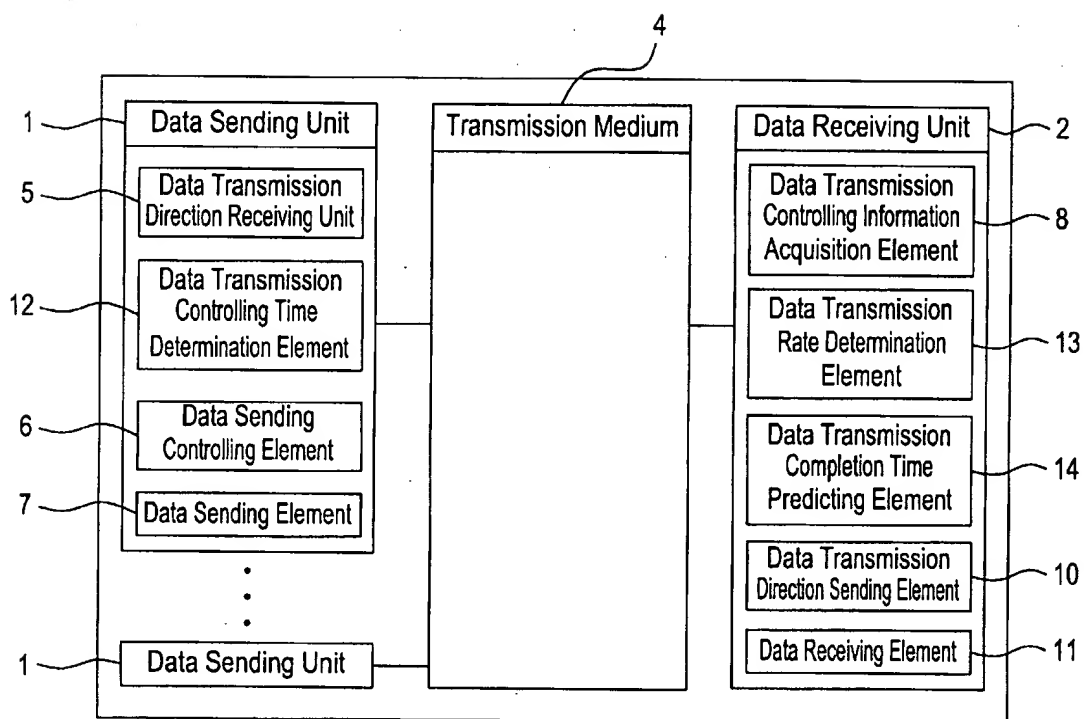 4
1
Data Sending Unit
Transmission Medium
Data Receiving Unit
2
5
Data Transmission
Direction Receiving Unit
Data Transmission
Controlling Information
Acquisition Element
8
12
Data Transmission
Controlling Time
Determination Element
Data Transmission
Rate Determination
Element
13
6
Data Sending
Controlling Element
Data Transmission
Completion Time
Predicting Element
14
7
Data Sending Element
Data Transmission
Direction Sending Element
10
1
Data Sending Unit
Data Receiving Element
11